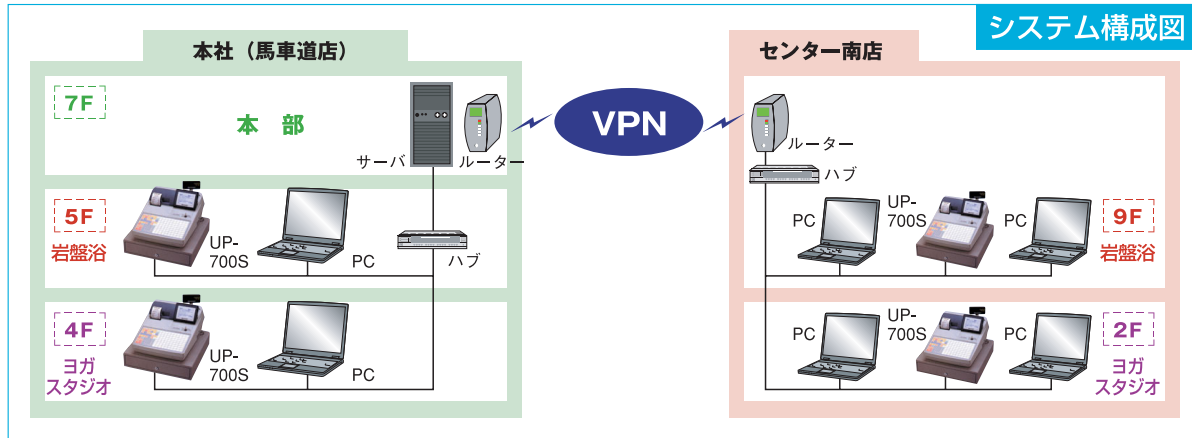 システム構成図
本社（馬車道店）
7F
本 部
サーバ
ルーター
5F
岩盤浴
UP-
700S
PC
ハブ
4F
ヨガ
スタジオ
UP-
700S
PC
VPN
センター南店
ルーター
ハブ
PC
UP-
700S
PC
9F
岩盤浴
PC
UP-
700S
PC
2F
ヨガ
スタジオ